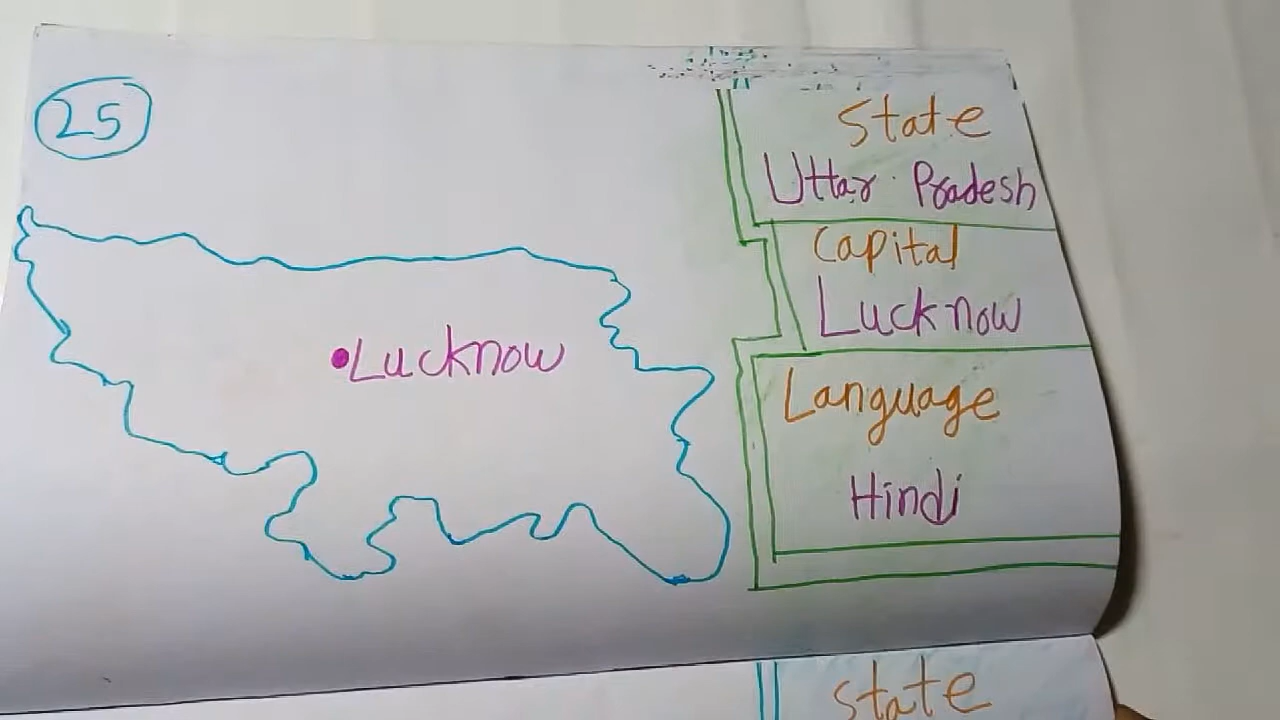 25
State
Uttar Pradesh
Capital
Lucknow
Lucknow
Language
Hindi
State